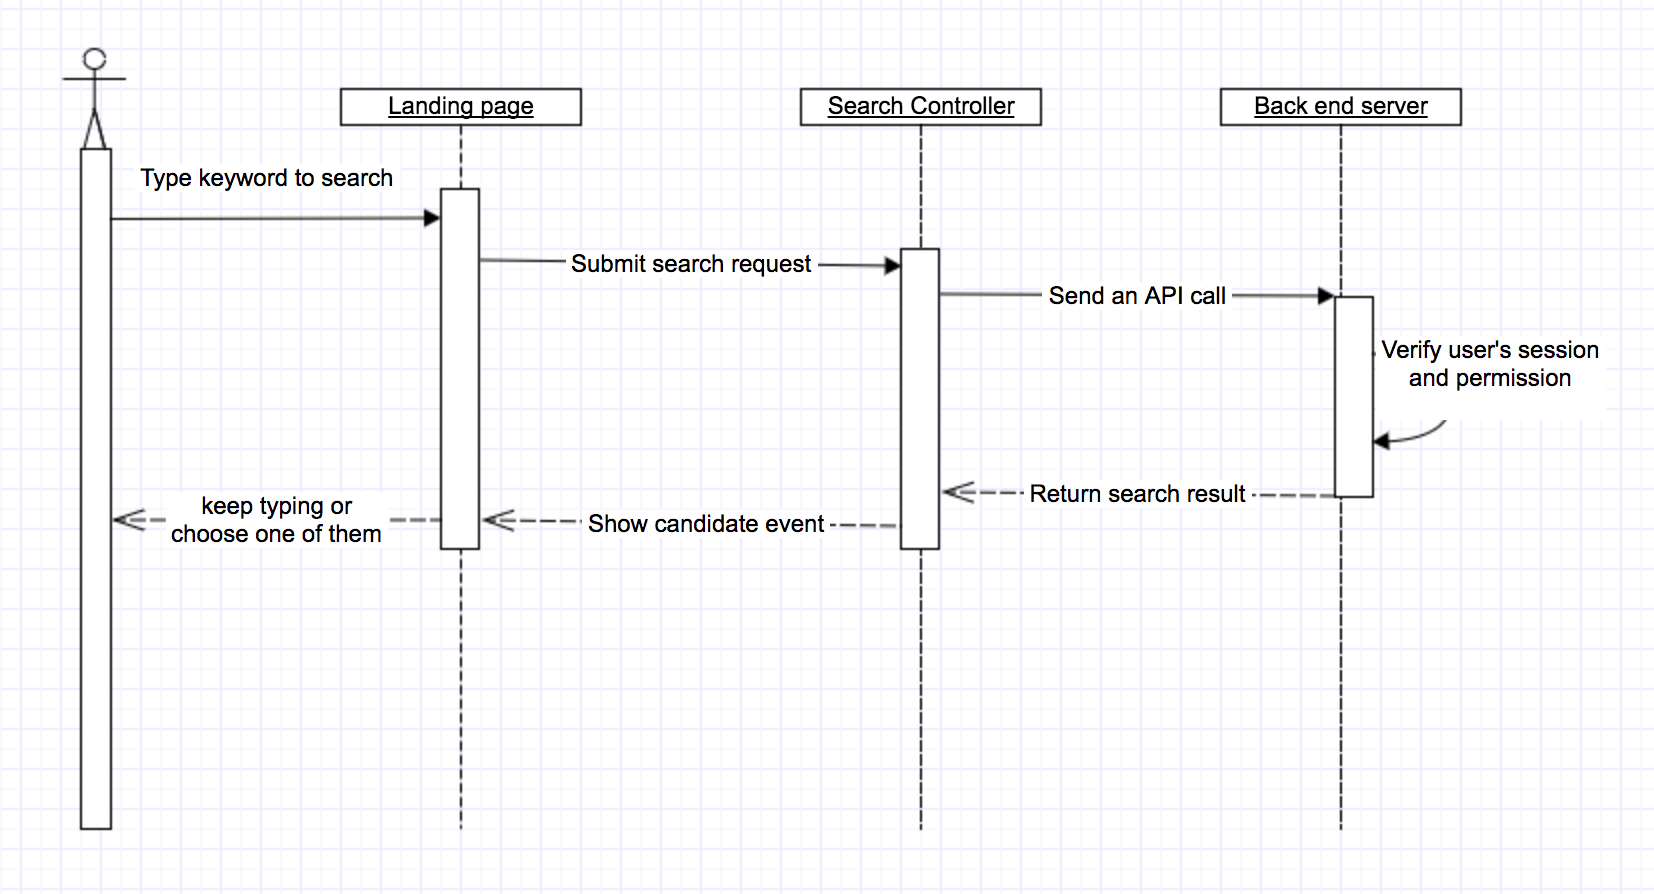 Landing page
Search Controller
Back end server
Type keyword to search
Submit search request
Send an API call
Verify user's session
and permission
Return search result
Show candidate event
keep typing or
choose one of them